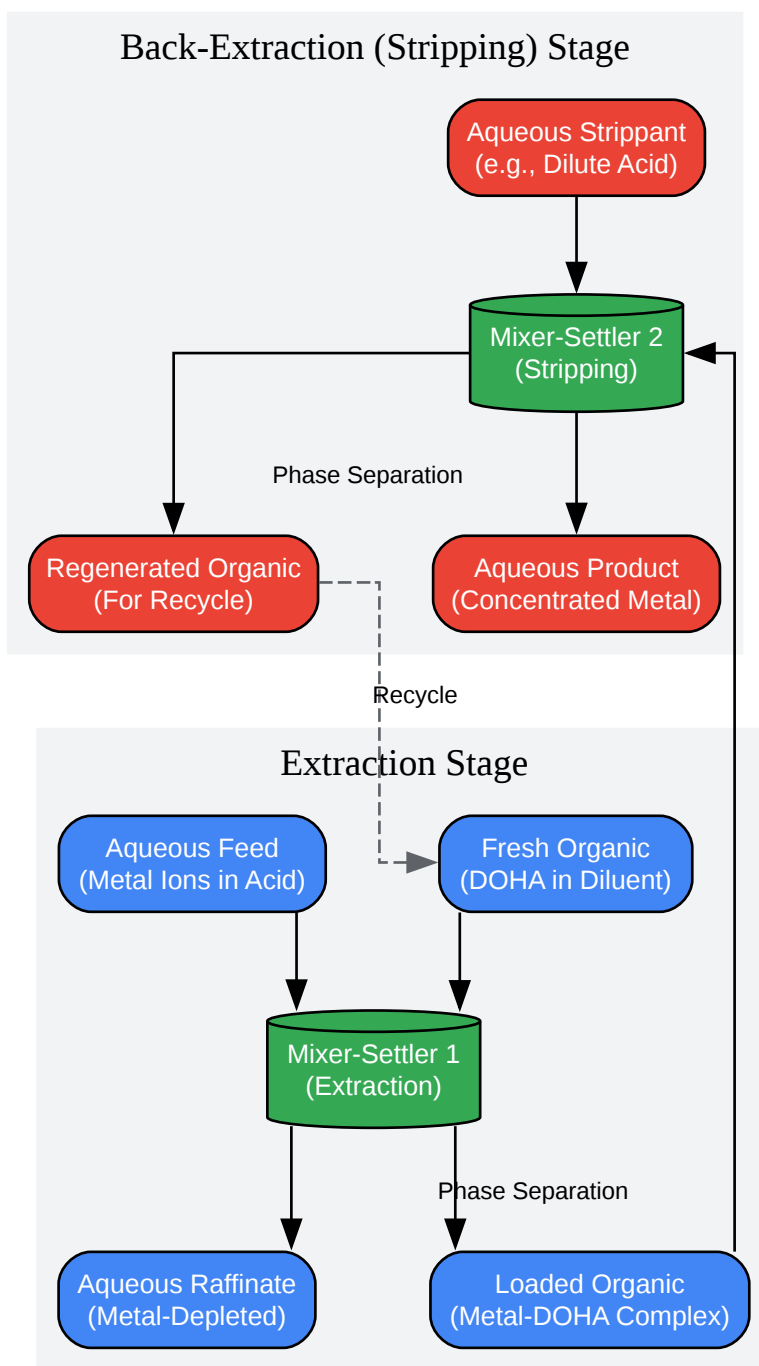 Back-Extraction (Stripping) Stage
Aqueous Strippant
(e.g., Dilute Acid)
Mixer-Settler 2
(Stripping)
Phase Separation
Regenerated Organic
(For Recycle)
Aqueous Product
(Concentrated Metal)
Recycle
Extraction Stage
Aqueous Feed
(Metal Ions in Acid)
Fresh Organic
(DOHA in Diluent)
Mixer-Settler 1
(Extraction)
Phase Separation
Aqueous Raffinate
(Metal-Depleted)
Loaded Organic
(Metal-DOHA Complex)